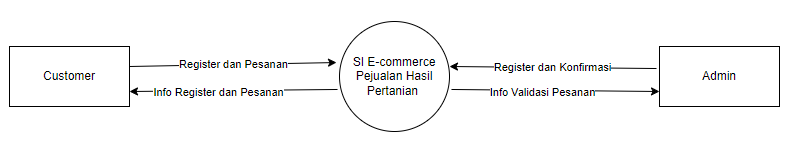 Customer
Register dan Pesanan
Info Register dan Pesanan
SI E-commerce
Pejualan Hasil
Pertanian
Register dan Konfirmasi
Info Validasi Pesanan
Admin